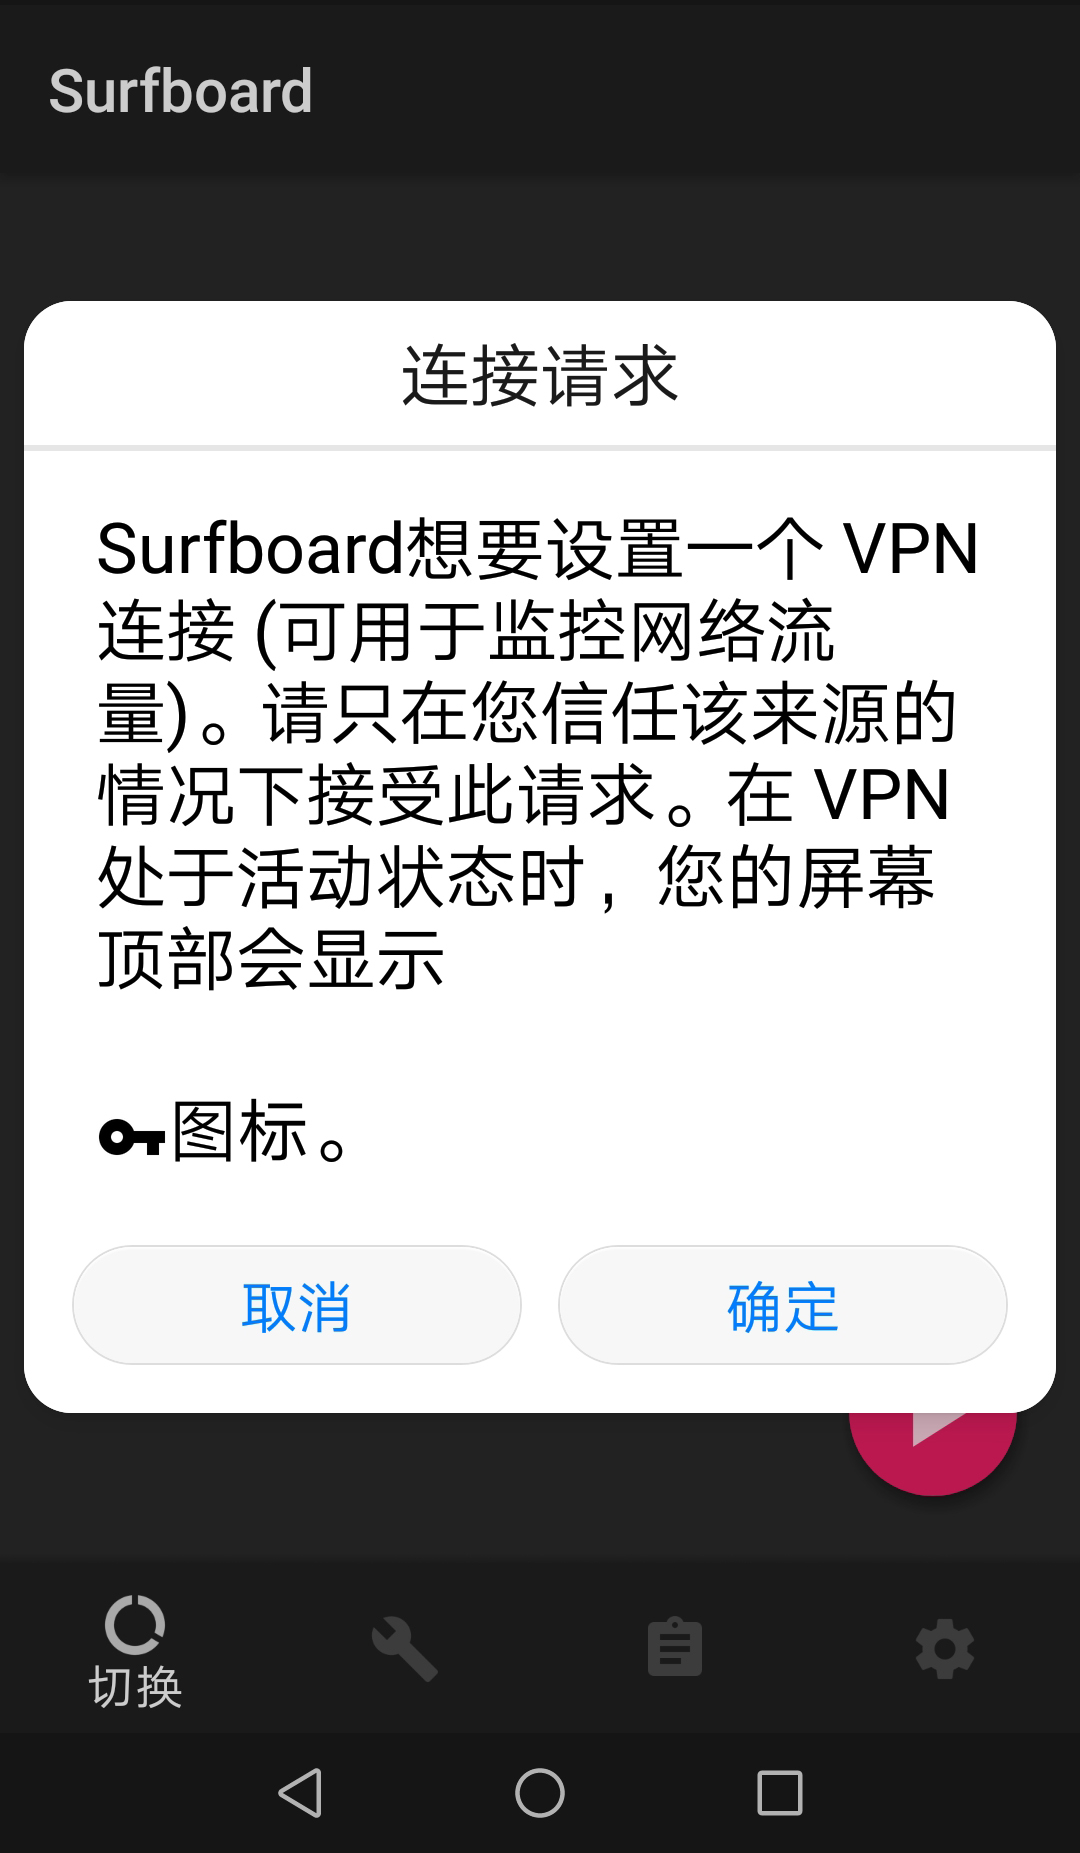 Surfboard
连接请求
Surfboard想要设置一个 VPN
连接 (可用于监控网络流
量)。请只在您信任该来源的
情况下接受此请求。在 VPN
处于活动状态时，您的屏幕
顶部会显示
图标。
取消
确定
切换